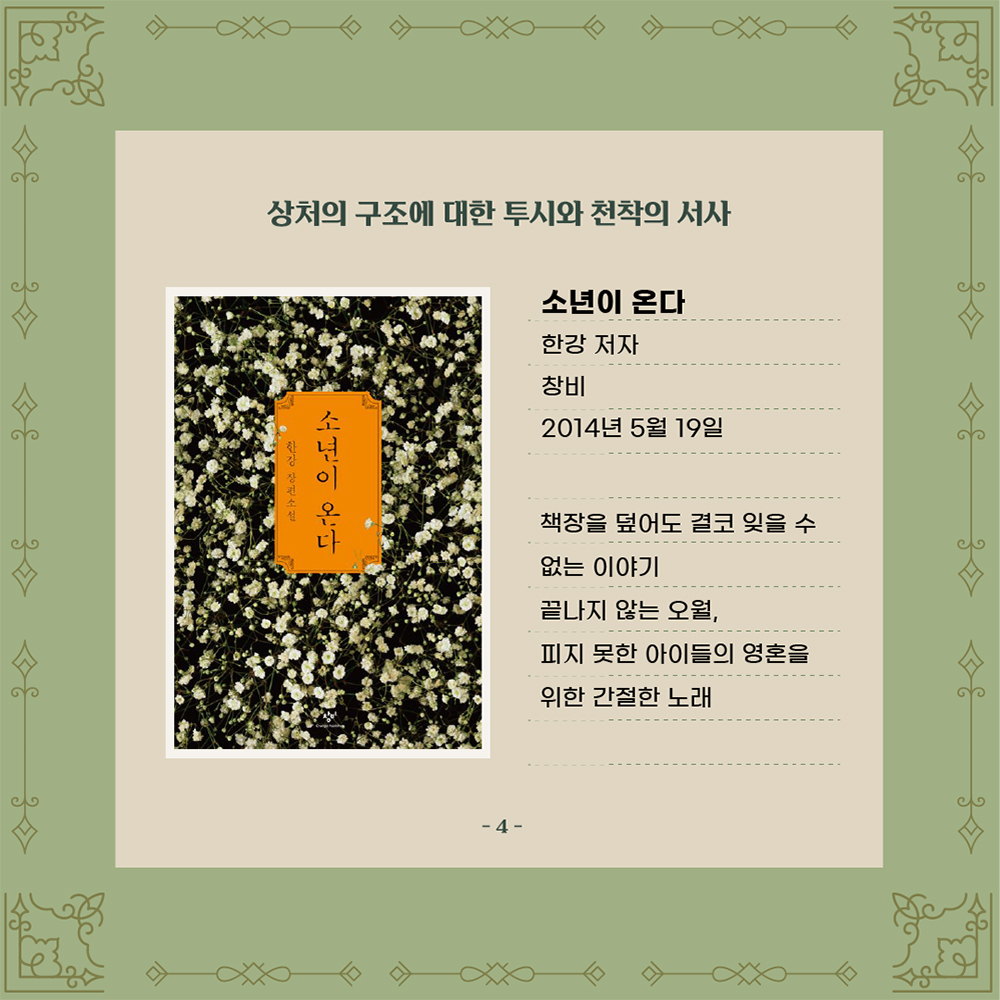 상처의 구조에 대한 투시와 천착의 서사
소년이 온다
한강 장편소설
창비
소년이 온다
한강 저자
창비
2014년 5월 19일
책장을 덮어도 결코 잊을 수
없는 이야기
끝나지 않는 오월,
피지 못한 아이들의 영혼을
위한 간절한 노래
- 4 -